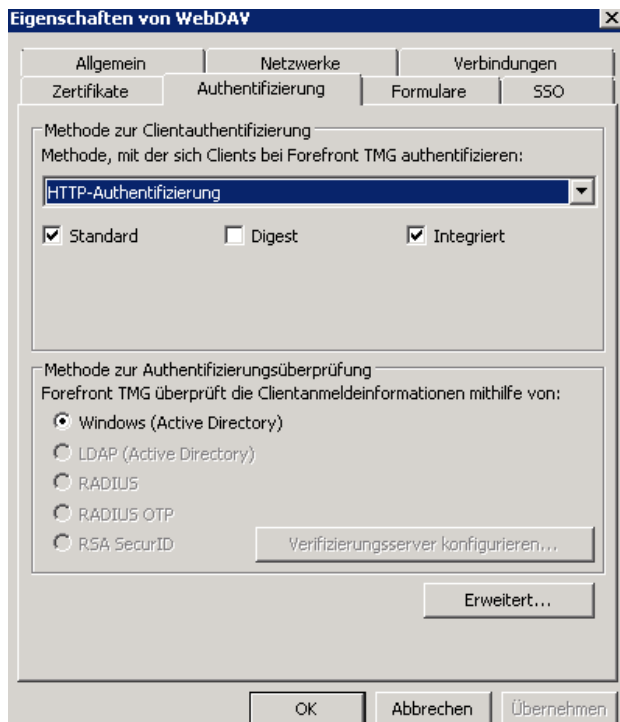 Eigenschaften von WebDAV
Allgemein Netzwerke Verbindungen
Zertifikate Authentifizierung Formulare SSO
Methode zur Clientauthentifizierung
Methode, mit der sich Clients bei Forefront TMG authentifizieren:
HTTP-Authentifizierung
Standard Digest Integriert
Methode zur Authentifizierungsüberprüfung
Forefront TMG überprüft die Clientanmeldeinformationen mithilfe von:
Windows (Active Directory)
LDAP (Active Directory)
RADIUS
RADIUS OTP
RSA SecurID Verifizierungsserver konfigurieren...
Erweitert...
OK Abbrechen Übernehmen